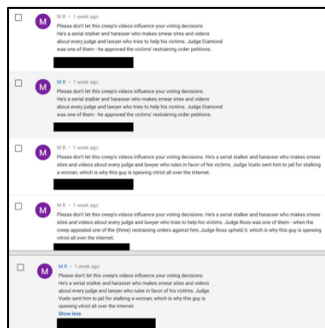 M R • 1 week ago
Please don't let this creep's videos influence your voting decisions.
He's a serial stalker and harasser who makes smear sites and videos
about every judge and lawyer who tries to help his victims. Judge Diamond
was one of them - he approved the victims' restraining order petitions.
M
M R • 1 week ago
Please don't let this creep's videos influence your voting decisions.
He's a serial stalker and harasser who makes smear sites and videos
about every judge and lawyer who tries to help his victims. Judge Diamond
was one of them - he approved the victims' restraining order petitions.
M
M R • 1 week ago
Please don't let this creep's videos influence your voting decisions. He's a serial stalker and harasser who makes smear
sites and videos about every judge and lawyer who rules in favor of his victims. Judge Vuelo sent him to jail for stalking
a woman, which is why this guy is spewing vitriol all over the internet.
M
M R • 1 week ago
Please don't let this creep's videos influence your voting decisions. He's a serial stalker and harasser who makes smear
sites and videos about every judge and lawyer who tries to help his victims. Judge Ross was one of them - when the
creep appealed one of the (three) restraining orders against him, Judge Ross upheld it, which is why this guy is spewing
vitriol all over the internet.
M
M R • 1 week ago
Please don't let this creep's videos influence your voting decisions.
He's a serial stalker and harasser who makes smear sites and videos
about every judge and lawyer who rules in favor of his victims. Judge
Vuelo sent him to jail for stalking a woman, which is why this guy is
spewing vitriol all over the internet.
Show less
M